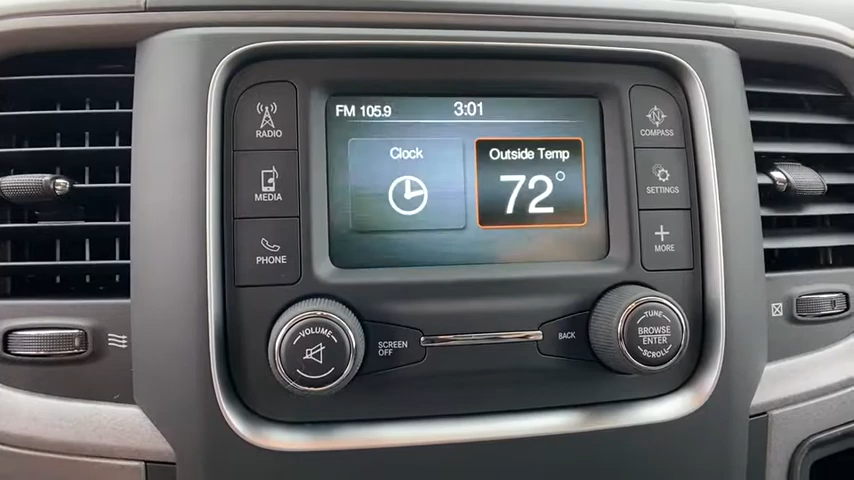 RADIO
MEDIA
PHONE
FM 105.9
3:01
Clock
Outside Temp
72°
N
COMPASS
SETTINGS
MORE
VOLUME
SCREEN
OFF
BACK
TUNE
BROWSE
ENTER
SCROLL